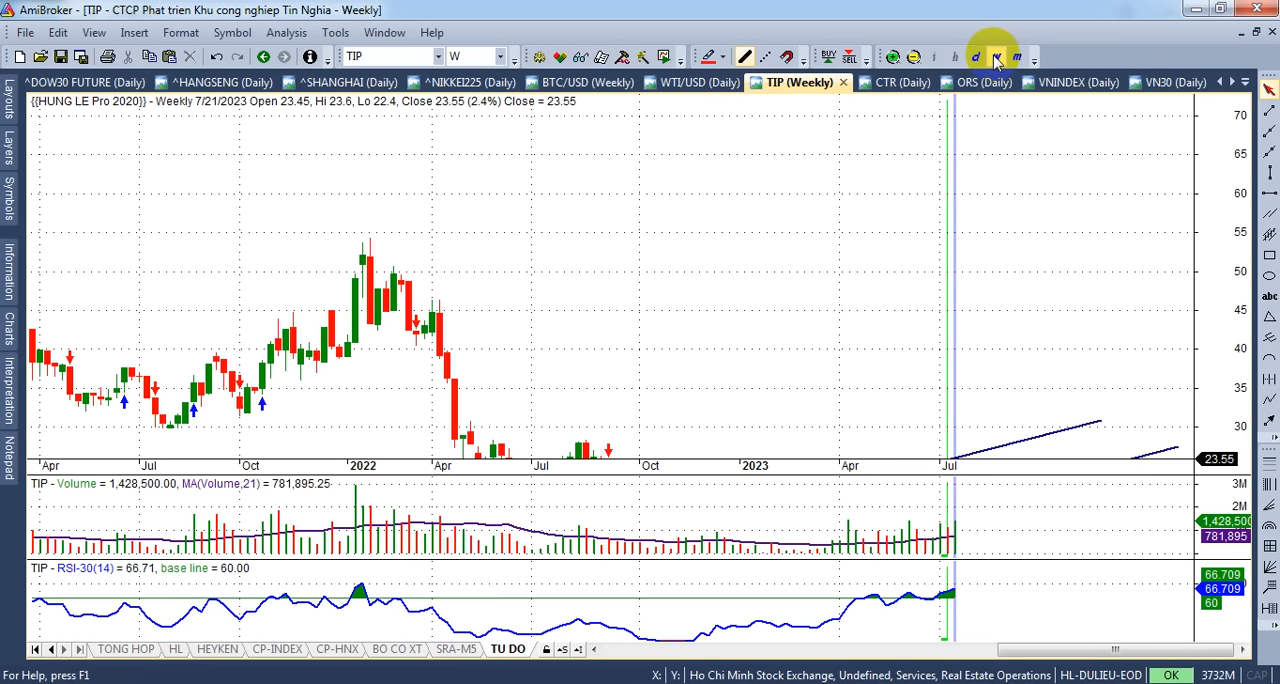 AmiBroker - [TIP - CTCP Phat trien Khu cong nghiep Tin Nghia - Weekly]
File Edit View Insert Format Symbol Analysis Tools Window Help
TIP W BUY SELL i h d m
^DOW30 FUTURE (Daily) ^HANGSENG (Daily) ^SHANGHAI (Daily) ^NIKKEI225 (Daily) BTC/USD (Weekly) WTI/USD (Daily) TIP (Weekly) CTR (Daily) ORS (Daily) VNINDEX (Daily) VN30 (Daily)
{{HUNG LE Pro 2020}} - Weekly 7/21/2023 Open 23.45, Hi 23.6, Lo 22.4, Close 23.55 (2.4%) Close = 23.55
Layouts
Layers
Symbols
Information
Charts
Interpretation
Notepad
70
65
60
55
50
45
40
35
30
23.55
abc
Apr Jul Oct 2022 Apr Jul Oct 2023 Apr Jul
TIP - Volume = 1,428,500.00, MA(Volume,21) = 781,895.25
3M
2M
1,428,500
781,895
TIP - RSI-30(14) = 66.71, base line = 60.00
66.709
66.709
60
TONG HOP HL HEYKEN CP-INDEX CP-HNX BO CO XT SRA-M5 TU DO
For Help, press F1 X: Y: Ho Chi Minh Stock Exchange, Undefined, Services, Real Estate Operations HL-DULIEU-EOD OK 3732M CAP